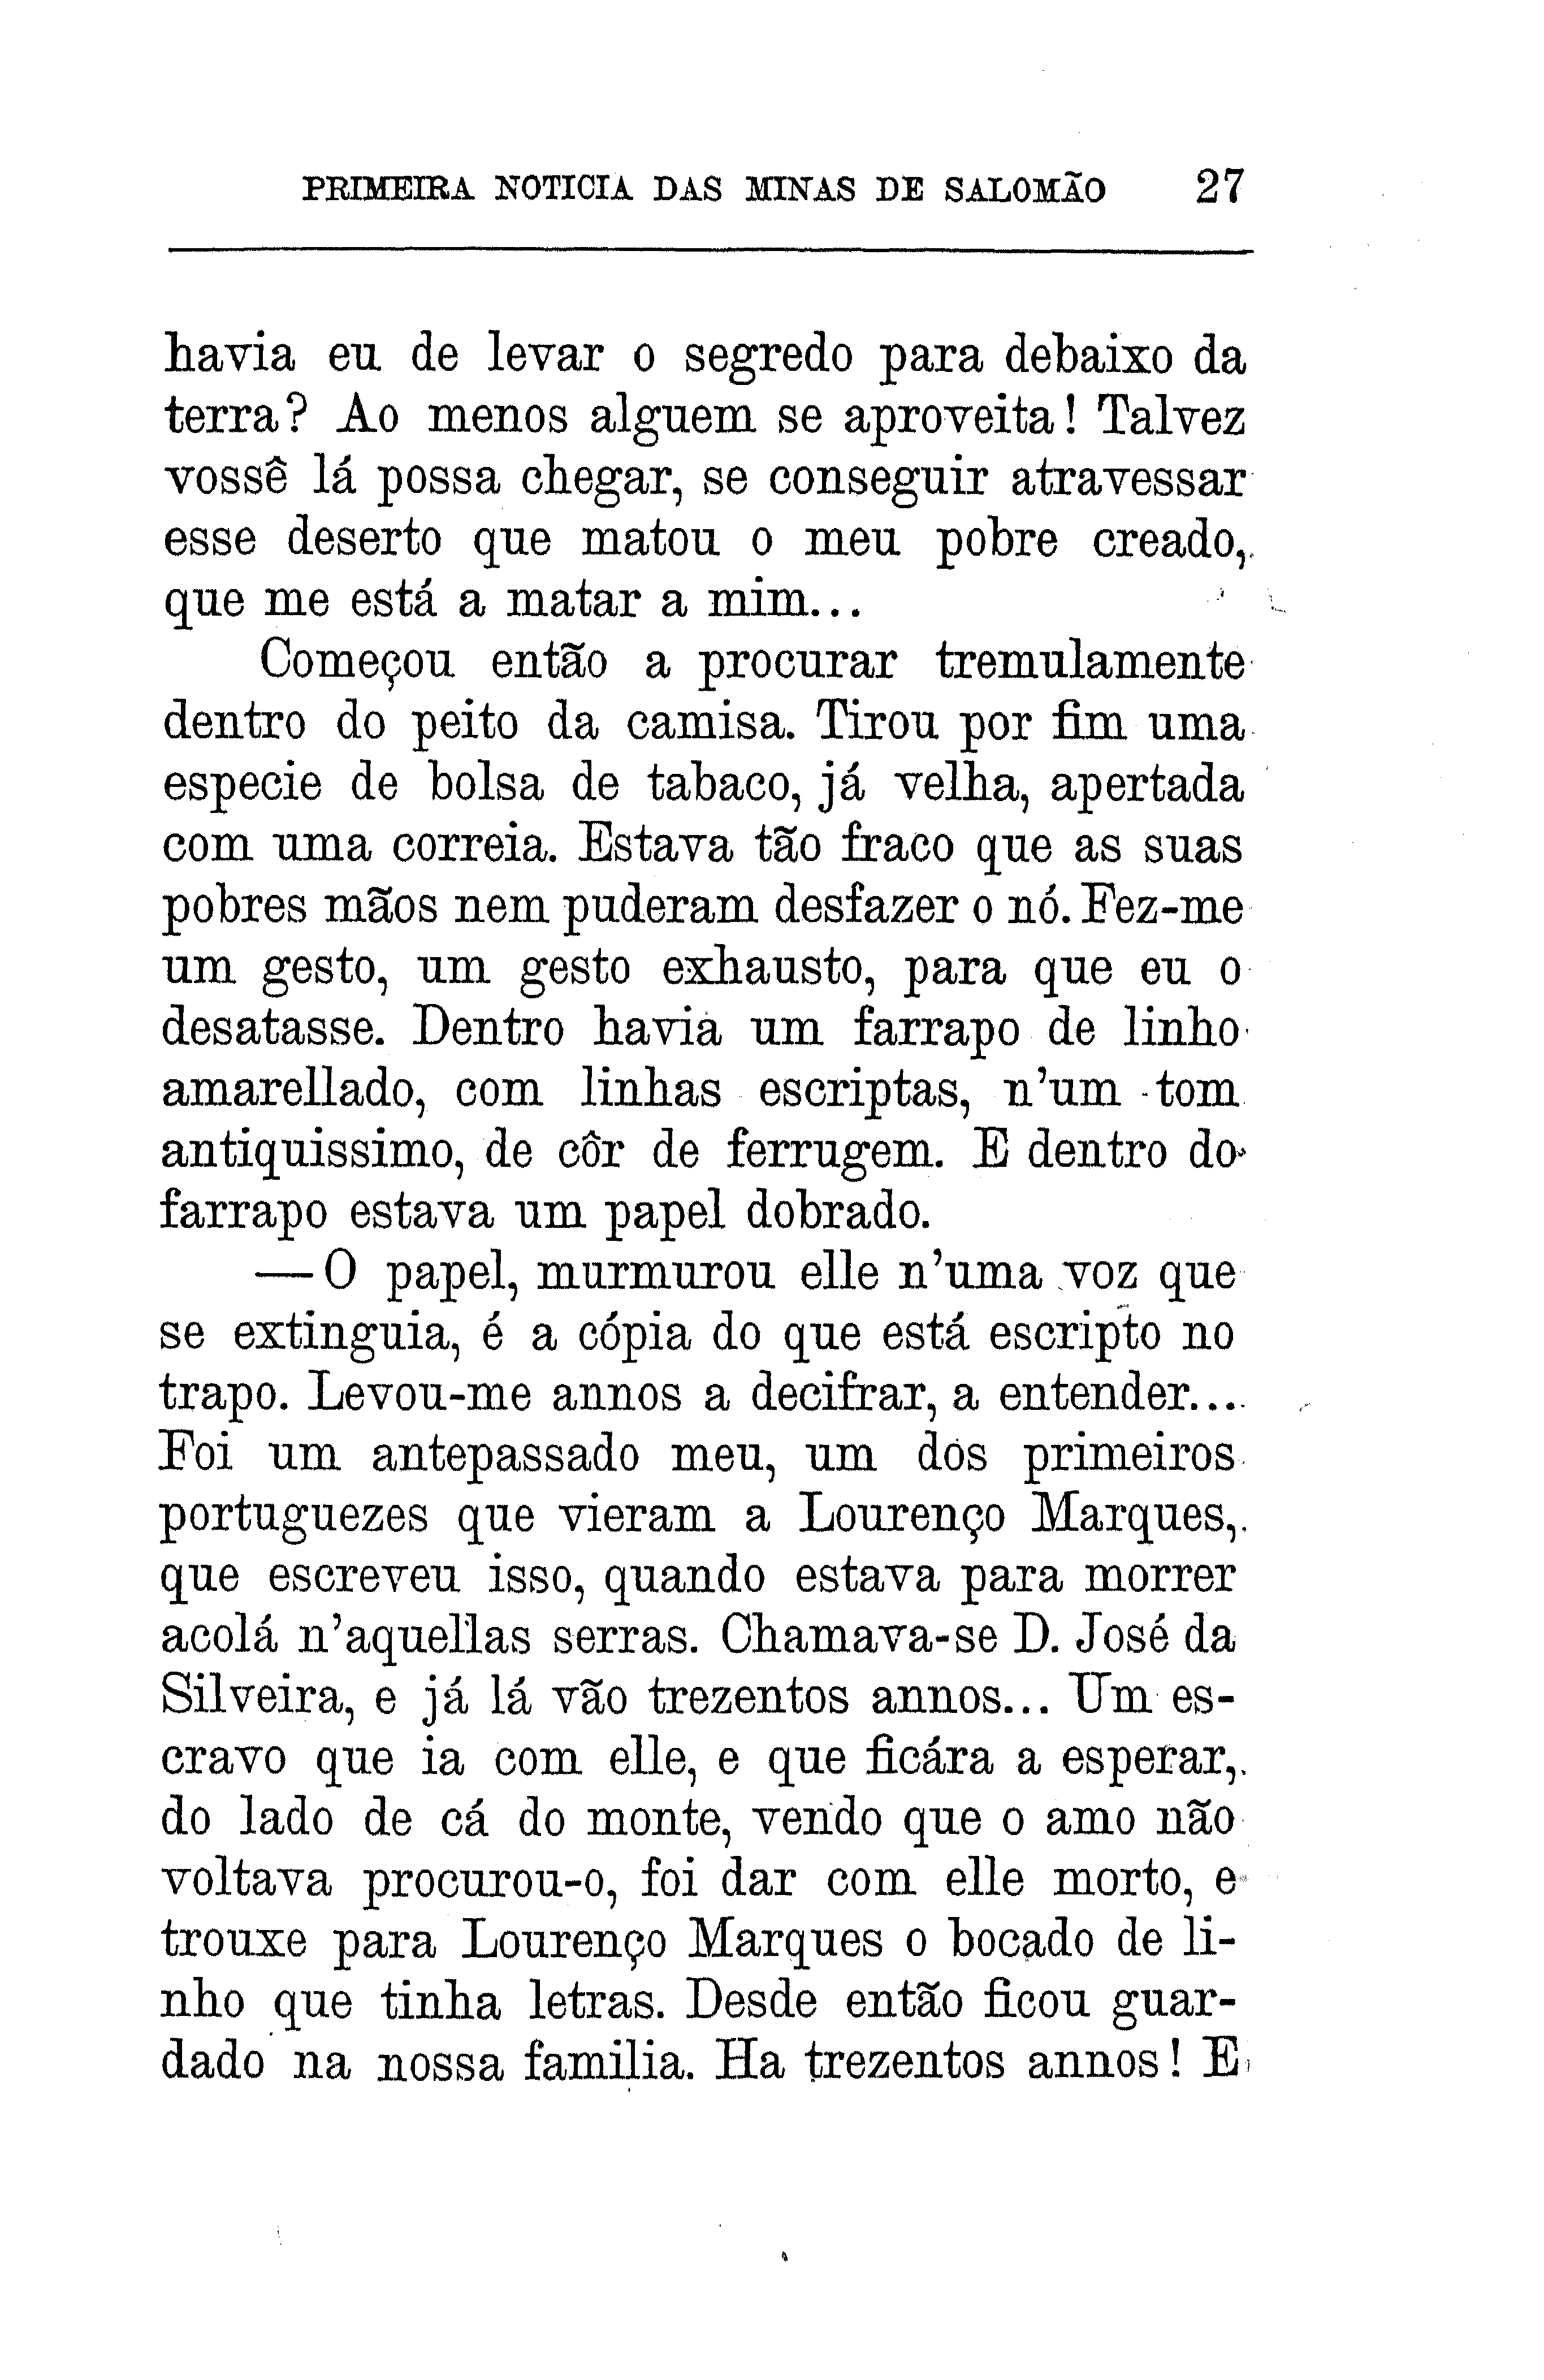 PRIMEIRA NOTICIA DAS MINAS DE SALOMÃO 27
havia eu de levar o segredo para debaixo da
terra? Ao menos alguem se aproveita! Talvez
vossê lá possa chegar, se conseguir atravessar
esse deserto que matou o meu pobre creado,
que me está a matar a mim...
Começou então a procurar tremulamente
dentro do peito da camisa. Tirou por fim uma
especie de bolsa de tabaco, já velha, apertada
com uma correia. Estava tão fraco que as suas
pobres mãos nem puderam desfazer o nó. Fez-me
um gesto, um gesto exhausto, para que eu o
desatasse. Dentro havia um farrapo de linho
amarellado, com linhas escriptas, n'um tom
antiquissimo, de côr de ferrugem. E dentro do
farrapo estava um papel dobrado.
—O papel, murmurou elle n'uma voz que
se extinguia, é a cópia do que está escripto no
trapo. Levou-me annos a decifrar, a entender...
Foi um antepassado meu, um dos primeiros
portuguezes que vieram a Lourenço Marques,
que escreveu isso, quando estava para morrer
acolá n'aquellas serras. Chamava-se D. José da
Silveira, e já lá vão trezentos annos... Um es-
cravo que ia com elle, e que ficára a esperar,
do lado de cá do monte, vendo que o amo não
voltava procurou-o, foi dar com elle morto, e
trouxe para Lourenço Marques o bocado de li-
nho que tinha letras. Desde então ficou guar-
dado na nossa familia. Ha trezentos annos! E